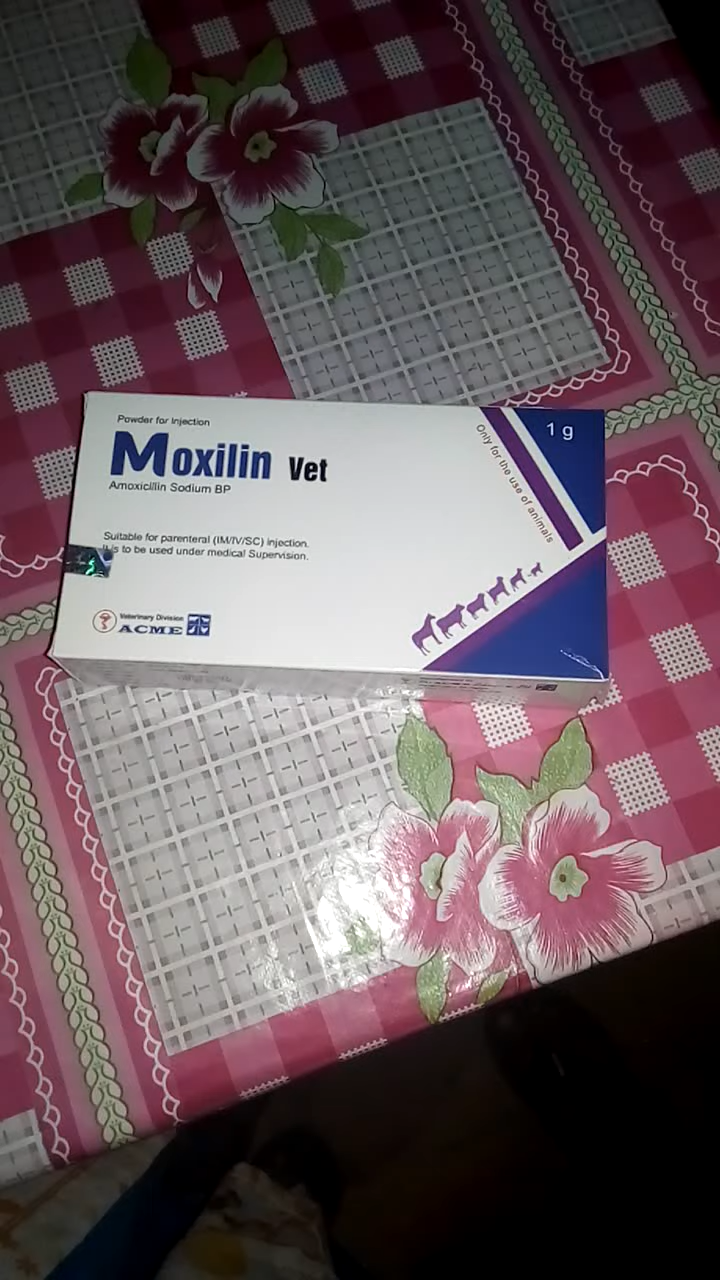 Powder for Injection
Moxilin Vet
Amoxicillin Sodium BP
1 g
Only for the use of animals
Suitable for parenteral (IM/IV/SC) injection.
is to be used under medical Supervision.
Veterinary Division
ACME